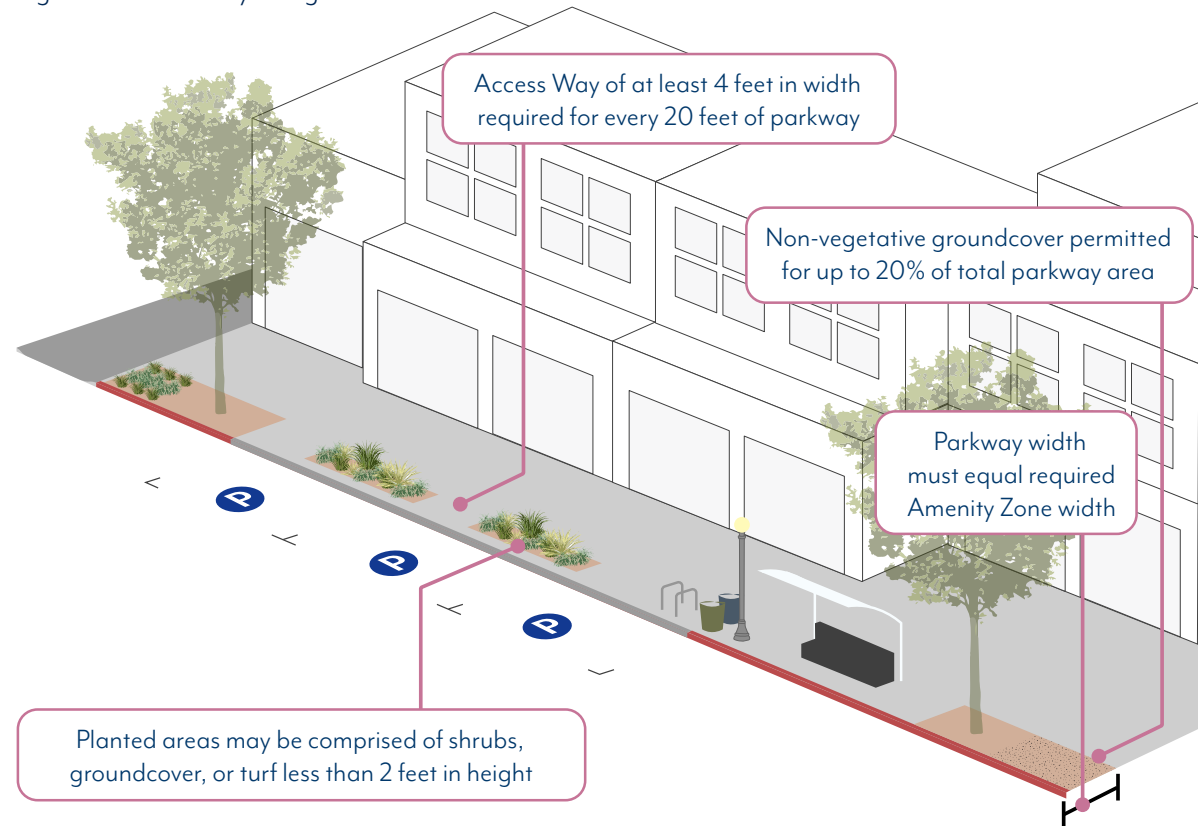 Access Way of at least 4 feet in width
required for every 20 feet of parkway
Non-vegetative groundcover permitted
for up to 20% of total parkway area
Parkway width
must equal required
Amenity Zone width
P
P
P
Planted areas may be comprised of shrubs,
groundcover, or turf less than 2 feet in height